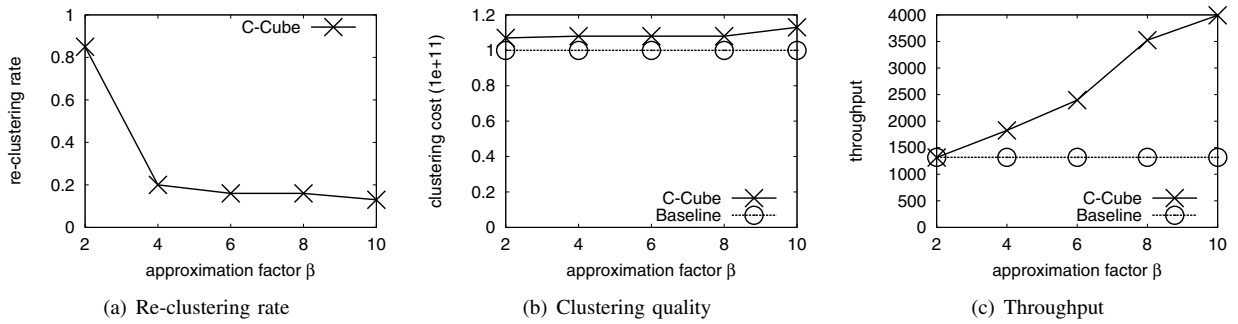 1
0.8
0.6
0.4
0.2
0
2 4 6 8 10
re-clustering rate
approximation factor β
C-Cube
(a) Re-clustering rate
1.2
1
0.8
0.6
0.4
0.2
0
2 4 6 8 10
clustering cost (1e+11)
approximation factor β
C-Cube
Baseline
(b) Clustering quality
4000
3500
3000
2500
2000
1500
1000
500
0
2 4 6 8 10
throughput
approximation factor β
C-Cube
Baseline
(c) Throughput